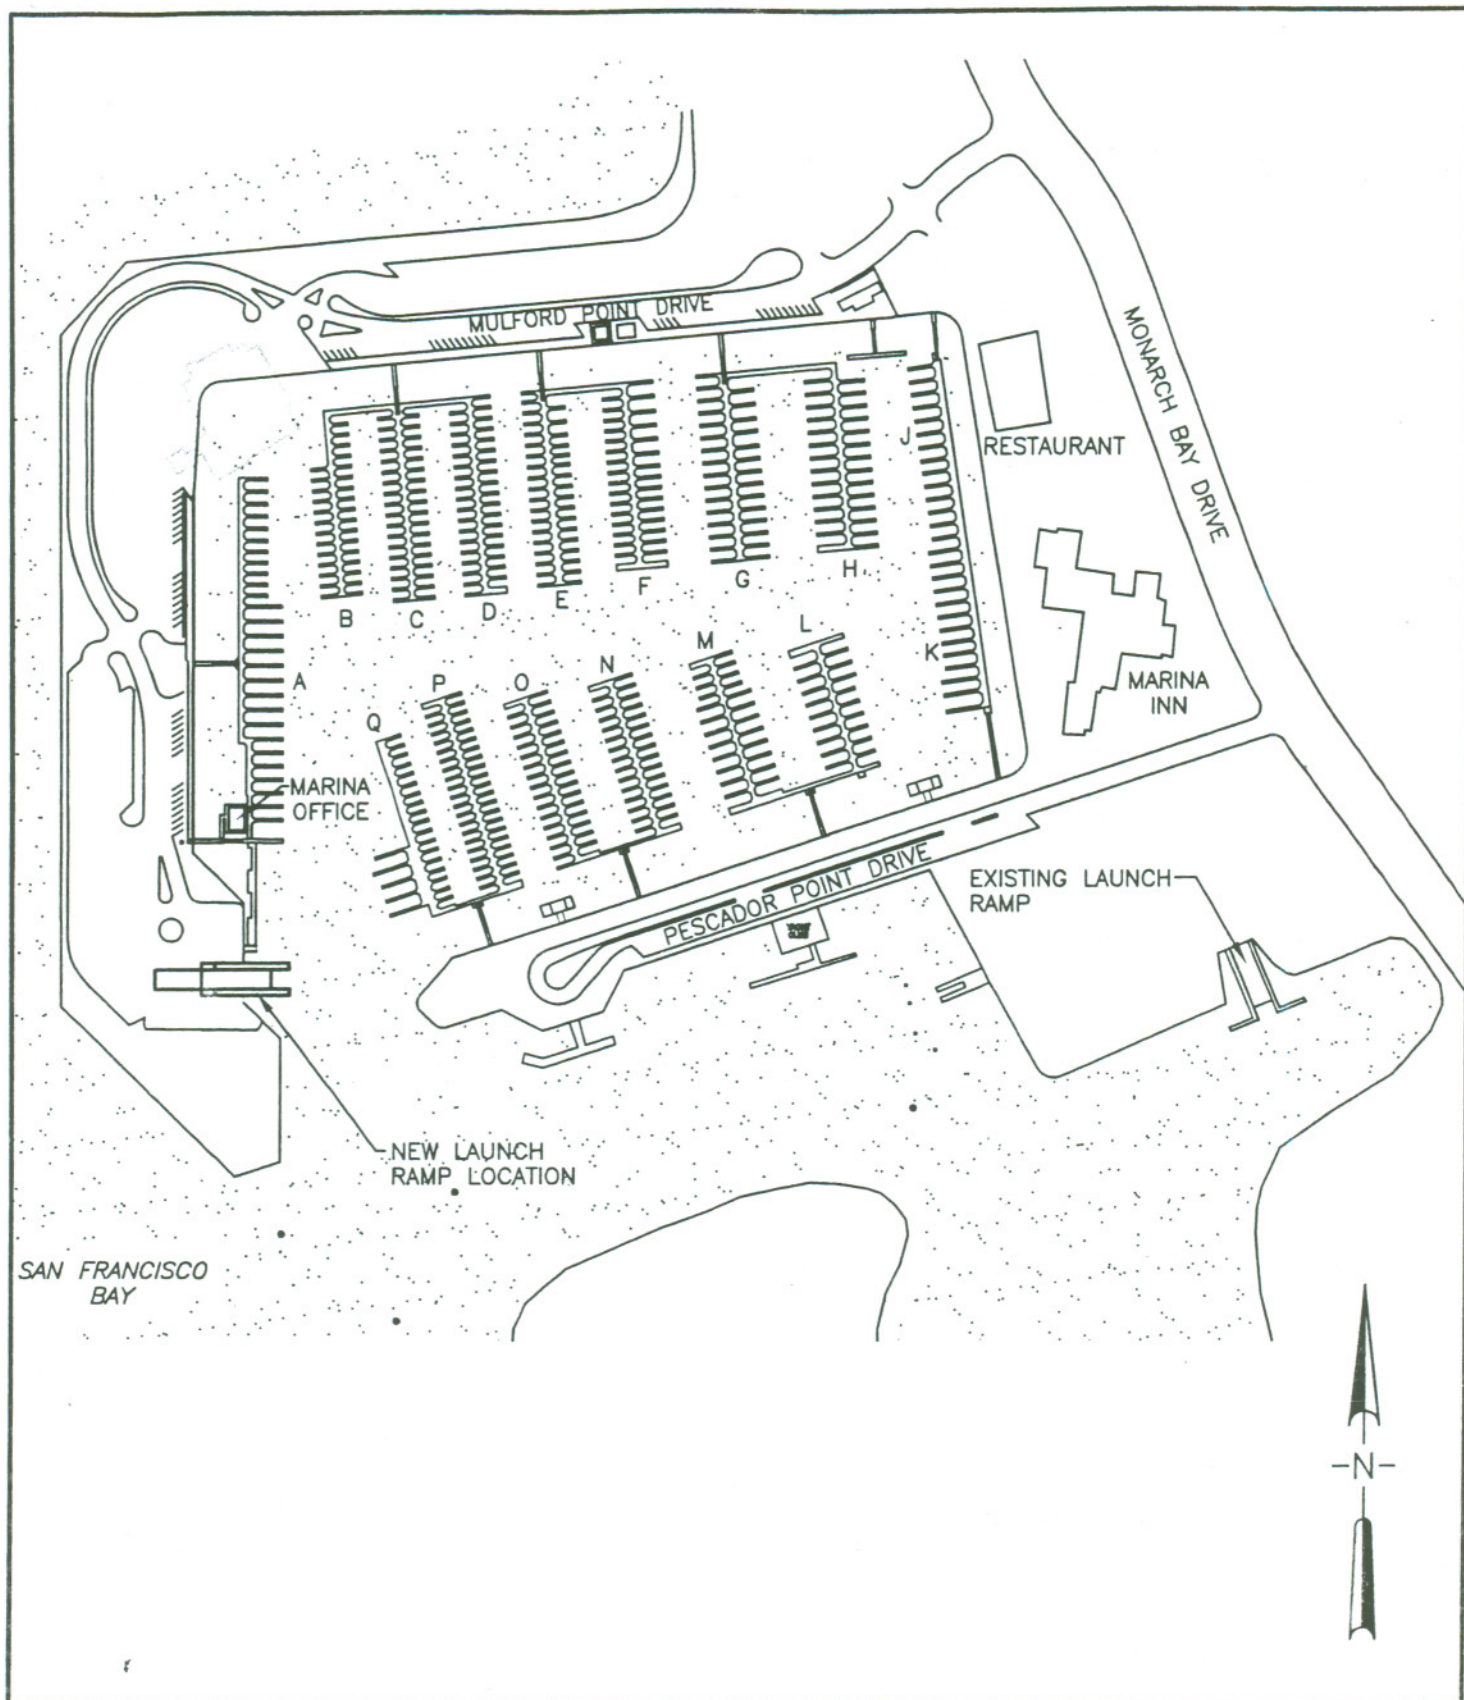 MULFORD POINT DRIVE
MONARCH BAY DRIVE
RESTAURANT
J
B
C
D
E
F
G
H
A
Q
P
O
N
M
L
K
MARINA
INN
MARINA
OFFICE
PESCADOR POINT DRIVE
EXISTING LAUNCH
RAMP
NEW LAUNCH
RAMP LOCATION
SAN FRANCISCO
BAY
-N-